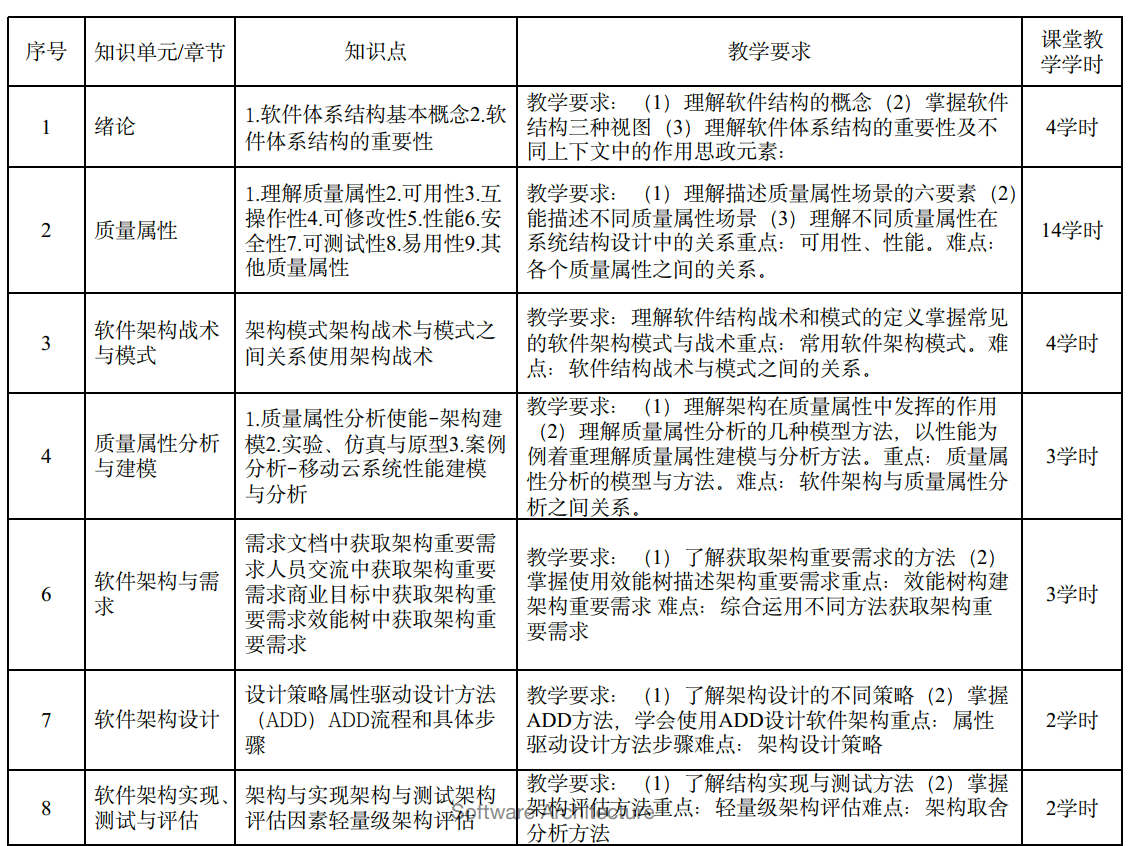 序号
知识单元/章节
知识点
教学要求
课堂教
学学时
1
绪论
1.软件体系结构基本概念2.软
件体系结构的重要性
教学要求：（1）理解软件结构的概念（2）掌握软件
结构三种视图（3）理解软件体系结构的重要性及不
同上下文中的作用思政元素：
4学时
2
质量属性
1.理解质量属性2.可用性3.互
操作性4.可修改性5.性能6.安
全性7.可测试性8.易用性9.其
他质量属性
教学要求：（1）理解描述质量属性场景的六要素（2）
能描述不同质量属性场景（3）理解不同质量属性在
系统结构设计中的关系重点：可用性、性能。难点：
各个质量属性之间的关系。
14学时
3
软件架构战术
与模式
架构模式架构战术与模式之
间关系使用架构战术
教学要求：理解软件结构战术和模式的定义掌握常见
的软件架构模式与战术重点：常用软件架构模式。难
点：软件结构战术与模式之间的关系。
4学时
4
质量属性分析
与建模
1.质量属性分析使能-架构建
模2.实验、仿真与原型3.案例
分析-移动云系统性能建模
与分析
教学要求：（1）理解架构在质量属性中发挥的作用
（2）理解质量属性分析的几种模型方法，以性能为
例着重理解质量属性建模与分析方法。重点：质量属
性分析的模型与方法。难点：软件架构与质量属性分
析之间关系。
3学时
6
软件架构与需
求
需求文档中获取架构重要需
求人员交流中获取架构重要
需求商业目标中获取架构重
要需求效能树中获取架构重
要需求
教学要求：（1）了解获取架构重要需求的方法（2）
掌握使用效能树描述架构重要需求重点：效能树构建
架构重要需求 难点：综合运用不同方法获取架构重
要需求
3学时
7
软件架构设计
设计策略属性驱动设计方法
（ADD）ADD流程和具体步
骤
教学要求：（1）了解架构设计的不同策略（2）掌握
ADD方法，学会使用ADD设计软件架构重点：属性
驱动设计方法步骤难点：架构设计策略
2学时
8
软件架构实现、
测试与评估
架构与实现架构与测试架构
评估因素轻量级架构评估
教学要求：（1）了解结构实现与测试方法（2）掌握
架构评估方法重点：轻量级架构评估难点：架构取舍
分析方法
2学时
Software Architecture